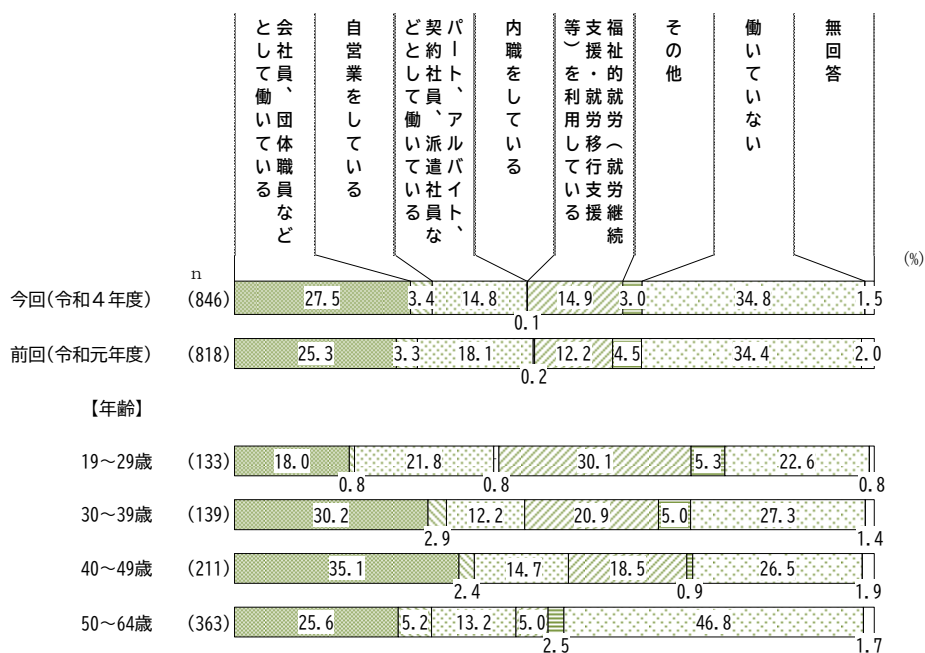 会社員、団体職員など
として働いている
自営業をしている
パート、アルバイト、
契約社員、派遣社員な
どとして働いている
内職をしている
福祉的就労(就労継続
支援・就労移行支援
等)を利用している
その他
働いていない
無回答
(%)
n
今回(令和4年度) (846) 27.5 3.4 14.8 14.9 3.0 34.8 1.5
0.1
前回(令和元年度) (818) 25.3 3.3 18.1 12.2 4.5 34.4 2.0
0.2
【年齢】
19~29歳 (133) 18.0 21.8 30.1 5.3 22.6
0.8 0.8 0.8
30~39歳 (139) 30.2 12.2 20.9 5.0 27.3
2.9 1.4
40~49歳 (211) 35.1 14.7 18.5 26.5
2.4 0.9 1.9
50~64歳 (363) 25.6 5.2 13.2 5.0 46.8
2.5 1.7